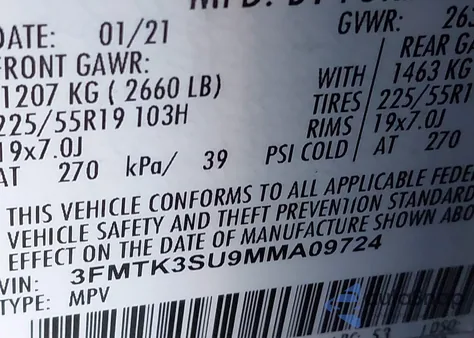 DATE: 01/21 GVWR: 263
FRONT GAWR: REAR GA
1207 KG ( 2660 LB) WITH 1463 KG
225/55R19 103H TIRES 225/55R1
19x7.0J RIMS 19x7.0J
AT 270 kPa/ 39 PSI COLD AT 270
THIS VEHICLE CONFORMS TO ALL APPLICABLE FEDE
VEHICLE SAFETY AND THEFT PREVENTION STANDARD
EFFECT ON THE DATE OF MANUFACTURE SHOWN ABO
VIN: 3FMTK3SU9MMA09724
TYPE: MPV